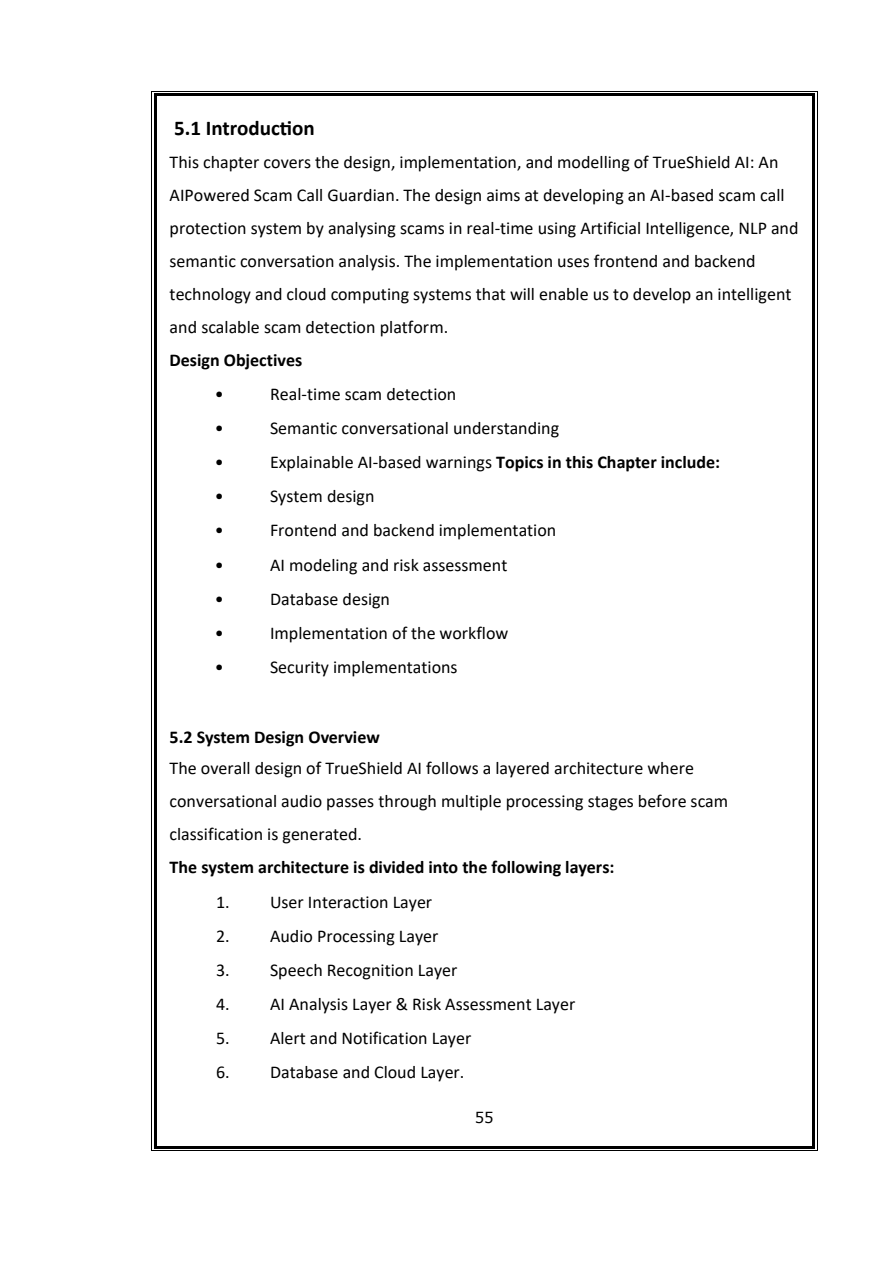 5.1 Introduction
This chapter covers the design, implementation, and modelling of TrueShield AI: An
AIPowered Scam Call Guardian. The design aims at developing an AI-based scam call
protection system by analysing scams in real-time using Artificial Intelligence, NLP and
semantic conversation analysis. The implementation uses frontend and backend
technology and cloud computing systems that will enable us to develop an intelligent
and scalable scam detection platform.
Design Objectives
• Real-time scam detection
• Semantic conversational understanding
• Explainable AI-based warnings Topics in this Chapter include:
• System design
• Frontend and backend implementation
• AI modeling and risk assessment
• Database design
• Implementation of the workflow
• Security implementations
5.2 System Design Overview
The overall design of TrueShield AI follows a layered architecture where
conversational audio passes through multiple processing stages before scam
classification is generated.
The system architecture is divided into the following layers:
1. User Interaction Layer
2. Audio Processing Layer
3. Speech Recognition Layer
4. AI Analysis Layer & Risk Assessment Layer
5. Alert and Notification Layer
6. Database and Cloud Layer.
55